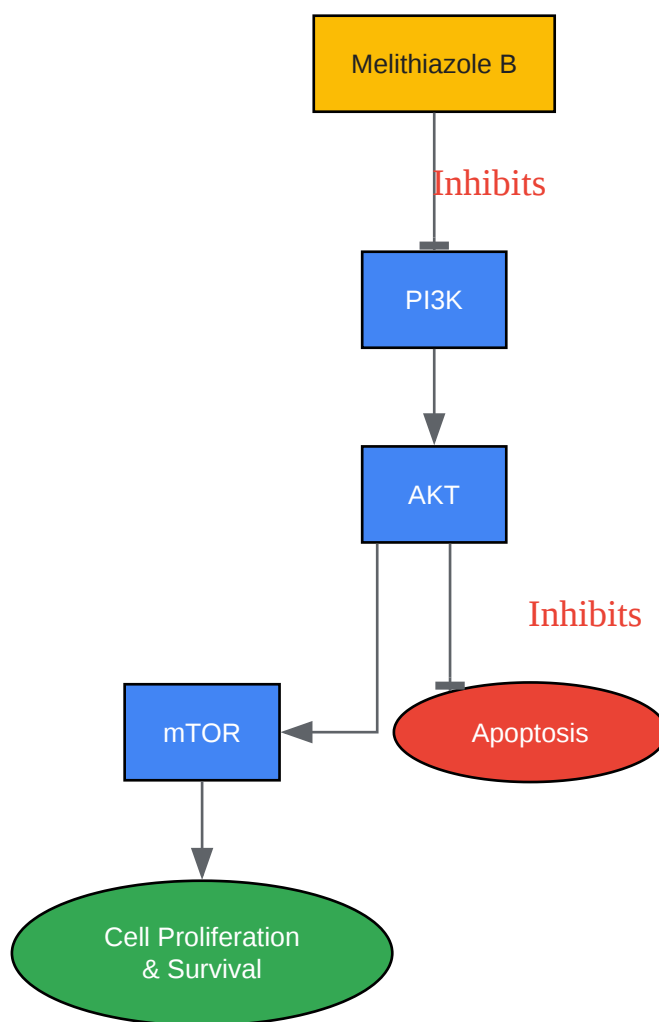 Melithiazole B
Inhibits
PI3K
AKT
Inhibits
mTOR
Apoptosis
Cell Proliferation
& Survival